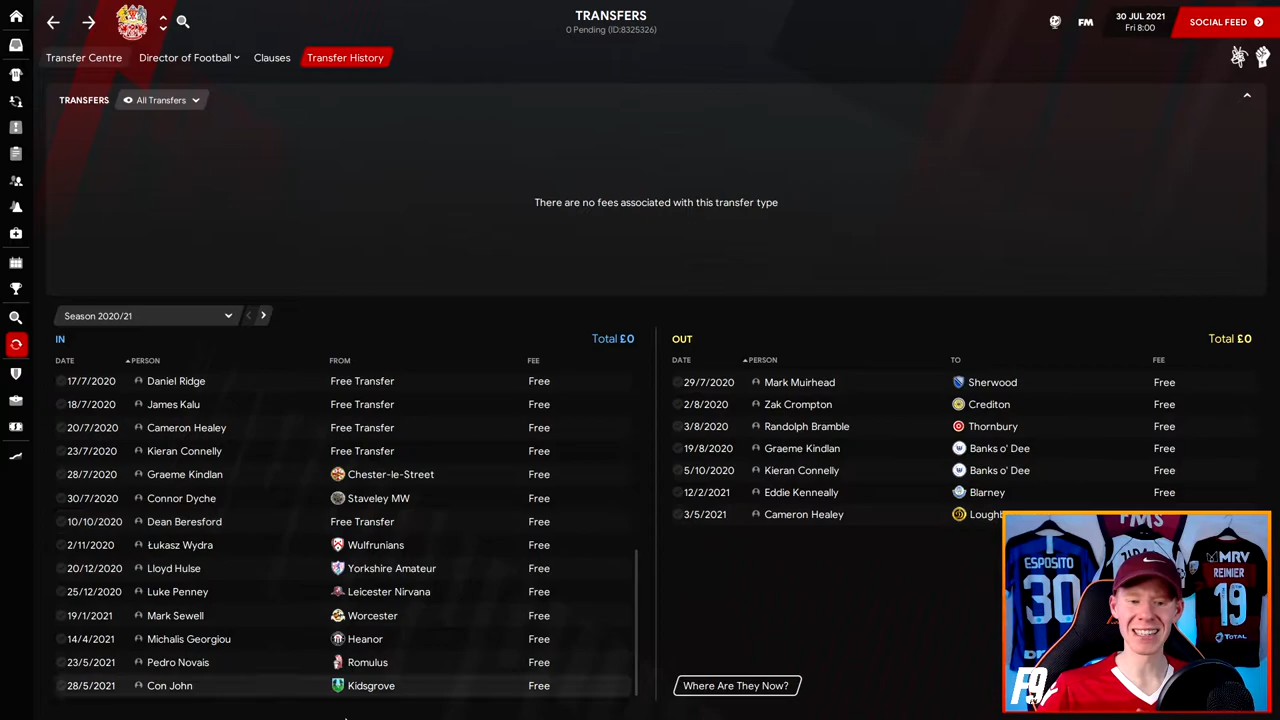 TRANSFERS
0 Pending (ID:8325326)
FM
30 JUL 2021
Fri 8:00
SOCIAL FEED
Transfer Centre
Director of Football
Clauses
Transfer History
TRANSFERS
All Transfers
There are no fees associated with this transfer type
Season 2020/21
IN
Total £0
DATE PERSON FROM FEE
17/7/2020 Daniel Ridge Free Transfer Free
18/7/2020 James Kalu Free Transfer Free
20/7/2020 Cameron Healey Free Transfer Free
23/7/2020 Kieran Connelly Free Transfer Free
28/7/2020 Graeme Kindlan Chester-le-Street Free
30/7/2020 Connor Dyche Staveley MW Free
10/10/2020 Dean Beresford Free Transfer Free
2/11/2020 Łukasz Wydra Wulfrunians Free
20/12/2020 Lloyd Hulse Yorkshire Amateur Free
25/12/2020 Luke Penney Leicester Nirvana Free
19/1/2021 Mark Sewell Worcester Free
14/4/2021 Michalis Georgiou Heanor Free
23/5/2021 Pedro Novais Romulus Free
28/5/2021 Con John Kidsgrove Free
OUT
Total £0
DATE PERSON TO FEE
29/7/2020 Mark Muirhead Sherwood Free
2/8/2020 Zak Crompton Crediton Free
3/8/2020 Randolph Bramble Thornbury Free
19/8/2020 Graeme Kindlan Banks o' Dee Free
5/10/2020 Kieran Connelly Banks o' Dee Free
12/2/2021 Eddie Kenneally Blarney Free
3/5/2021 Cameron Healey Loughb
Where Are They Now?
ESPOSITO
30
FMS
MRV
REINIER
19
TOTAL
F9